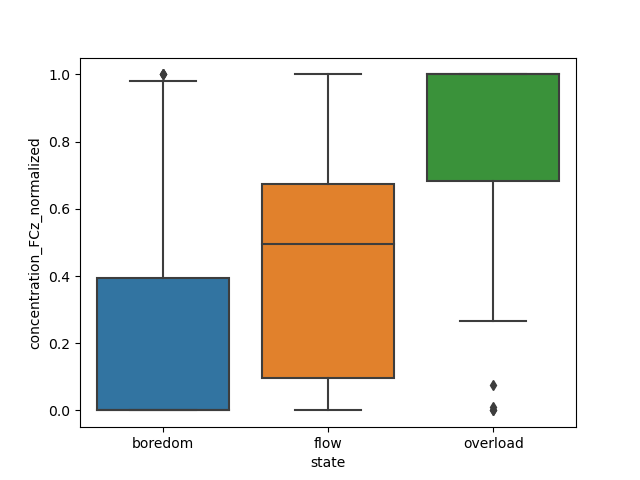 concentration_FCz_normalized
1.0
0.8
0.6
0.4
0.2
0.0
boredom
flow
overload
state